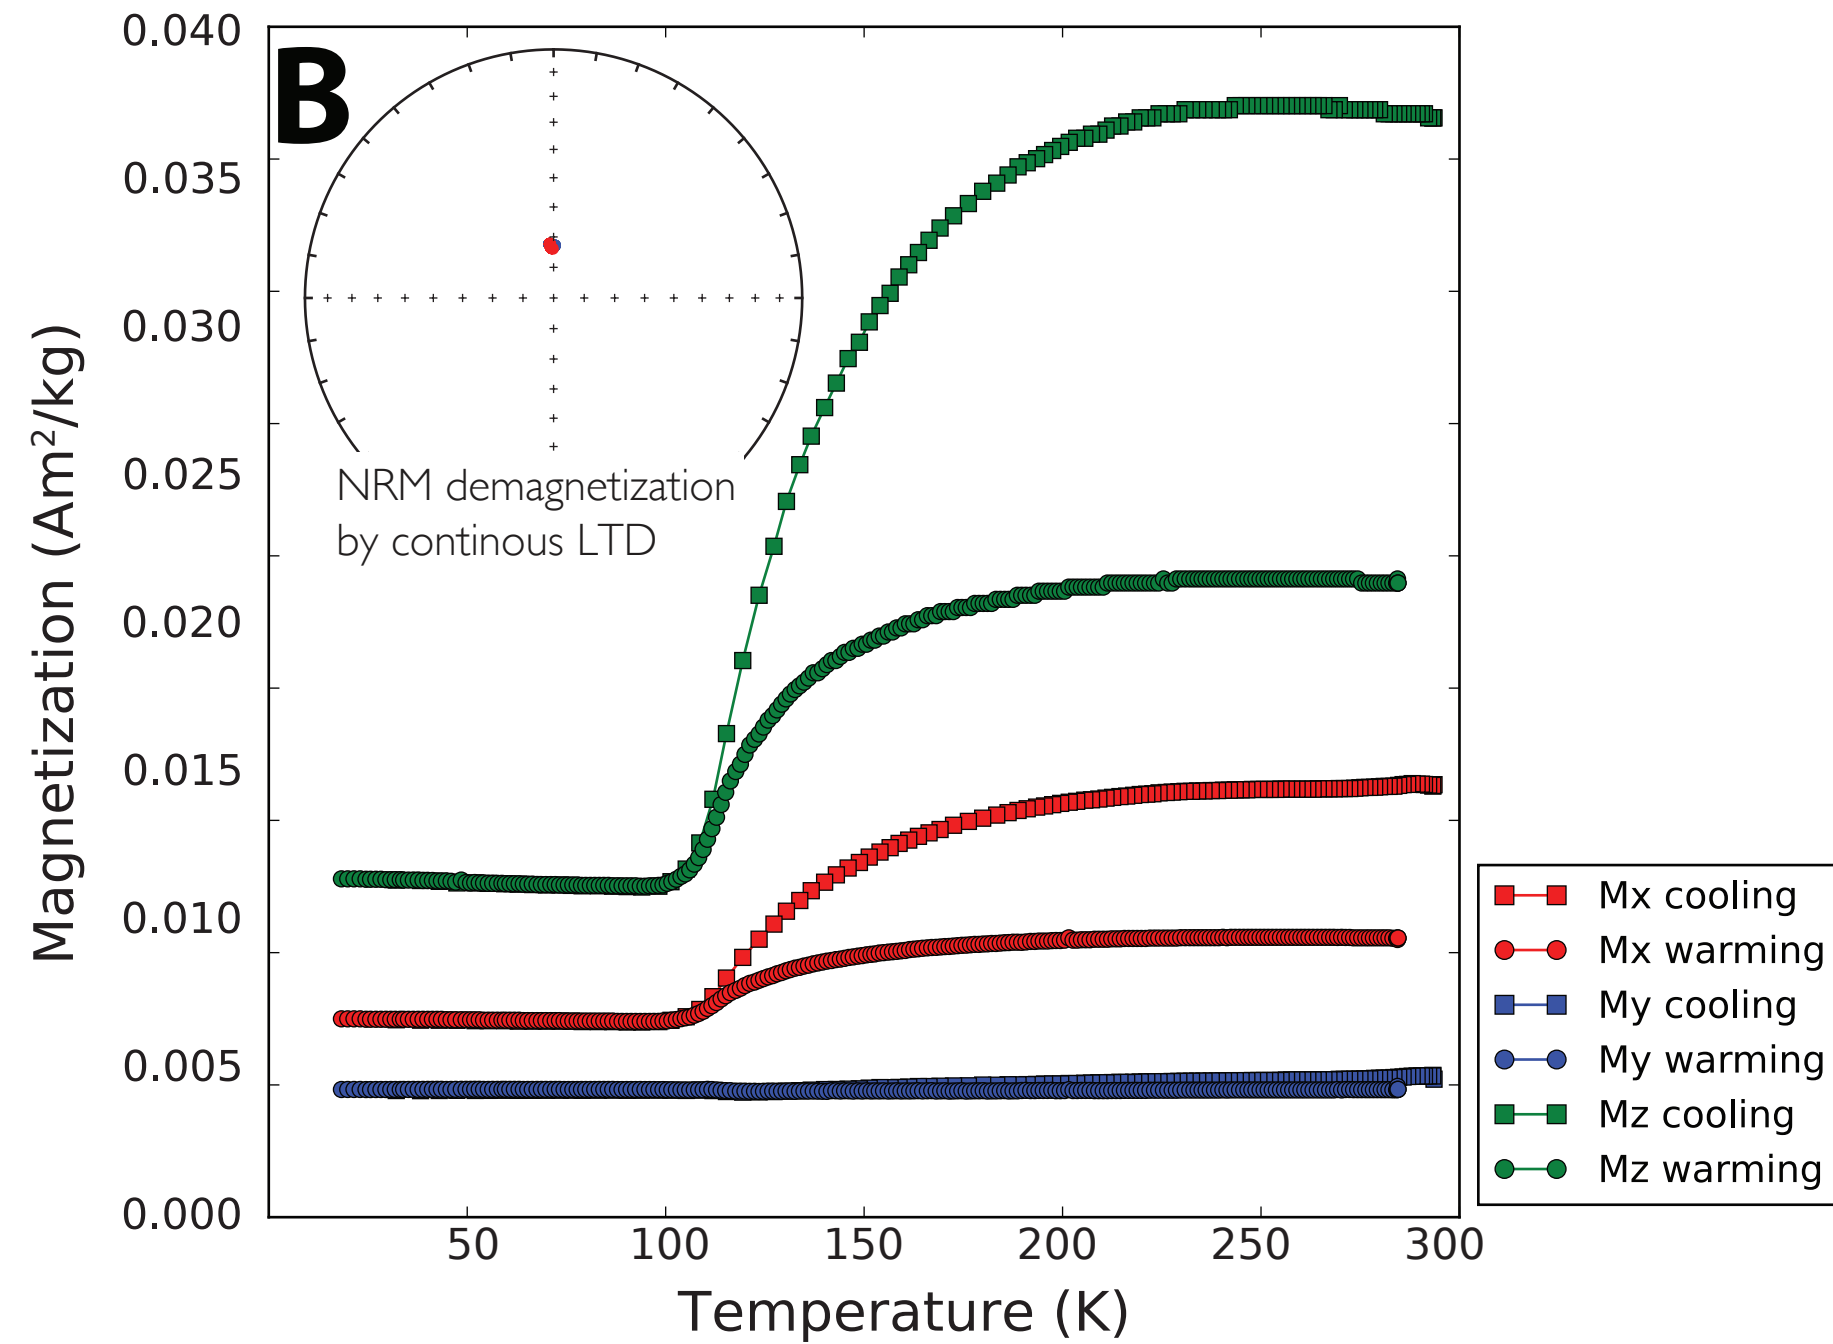 B
NRM demagnetization
by continous LTD
0.040
0.035
0.030
0.025
0.020
0.015
0.010
0.005
0.000
Magnetization (Am²/kg)
50 100 150 200 250 300
Temperature (K)
Mx cooling
Mx warming
My cooling
My warming
Mz cooling
Mz warming